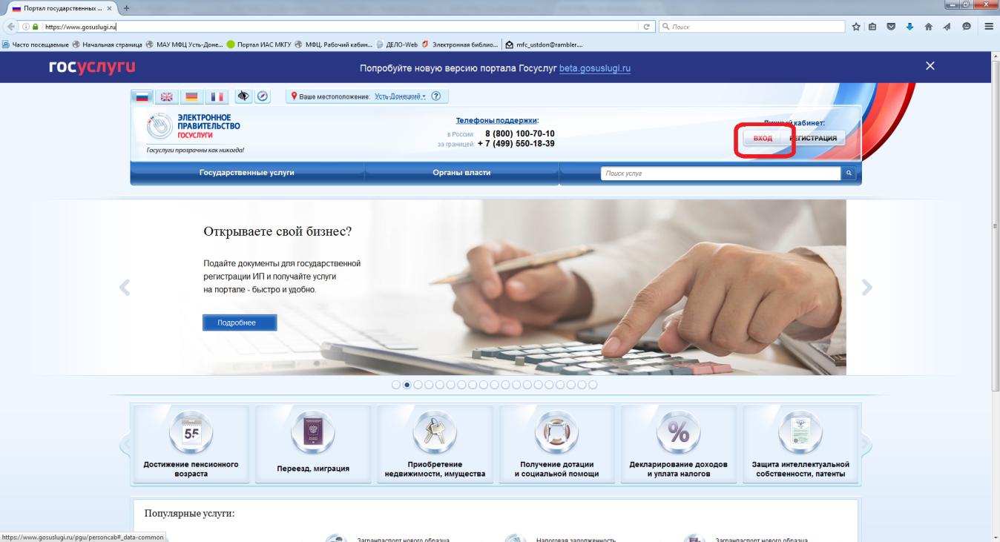 Портал государственных ...
https://www.gosuslugi.ru
Поиск
Часто посещаемые Начальная страница МАУ МФЦ Усть-Доне... Портал ИАС МКГУ МФЦ. Рабочий кабин... ДЕЛО-Web Электронная библио... mfc_ustdon@rambler....
госуслуги
Попробуйте новую версию портала Госуслуг beta.gosuslugi.ru
Ваше местоположение: Усть-Донецкий
ЭЛЕКТРОННОЕ
ПРАВИТЕЛЬСТВО
ГОСУСЛУГИ
Госуслуги прозрачны как никогда!
Телефоны поддержки:
в России: 8 (800) 100-70-10
за границей: + 7 (499) 550-18-39
Личный кабинет:
ВХОД РЕГИСТРАЦИЯ
Государственные услуги
Органы власти
Поиск услуг
Открываете свой бизнес?
Подайте документы для государственной
регистрации ИП и получайте услуги
на портале - быстро и удобно.
Подробнее
55
Достижение пенсионного
возраста
Переезд, миграция
Приобретение
недвижимости, имущества
Получение дотации
и социальной помощи
%
Декларирование доходов
и уплата налогов
Защита интеллектуальной
собственности, патенты
Популярные услуги:
https://www.gosuslugi.ru/pgu/personcab#_data-common
Загранпаспорт нового образца
Налоговая задолженность
Загранпаспорт нового образца